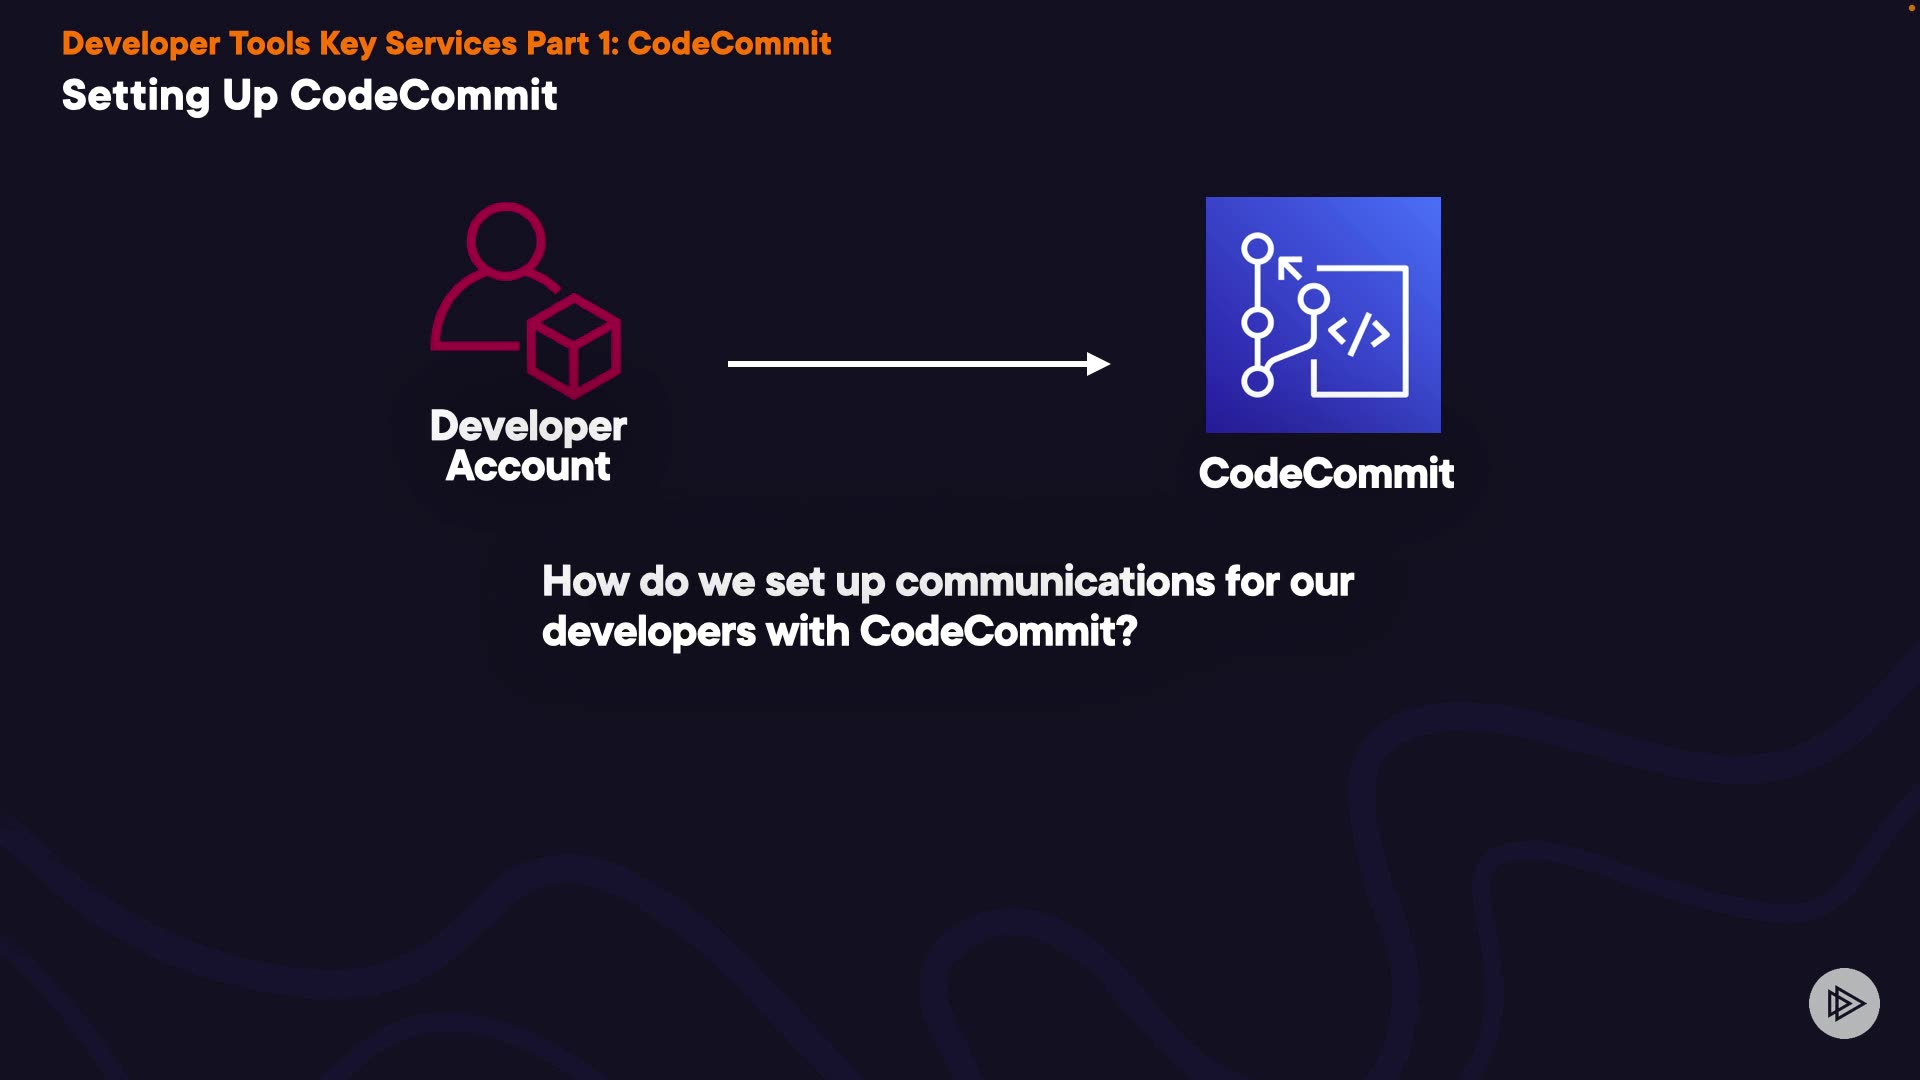 Developer Tools Key Services Part 1: CodeCommit
Setting Up CodeCommit
</>
Developer
Account
CodeCommit
How do we set up communications for our
developers with CodeCommit?